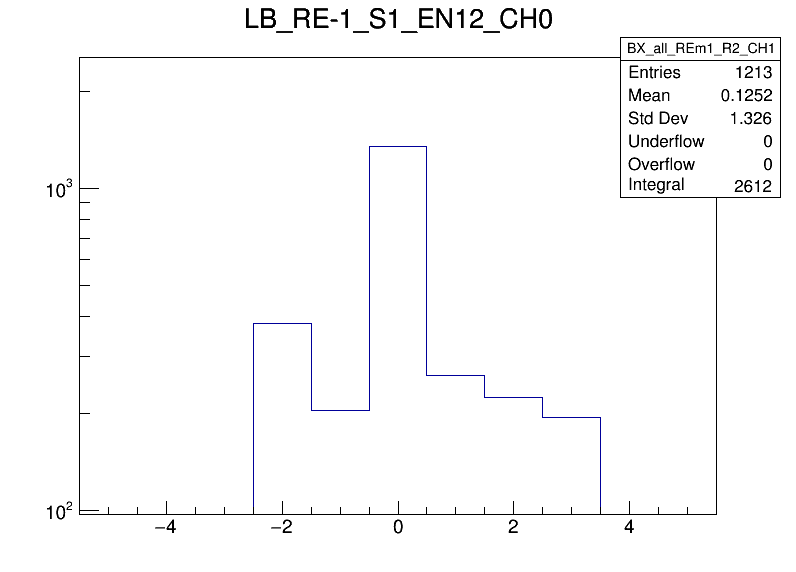 LB_RE-1_S1_EN12_CH0
BX_all_REm1_R2_CH1
Entries 1213
Mean 0.1252
Std Dev 1.326
Underflow 0
Overflow 0
Integral 2612
10³
10²
−4 −2 0 2 4